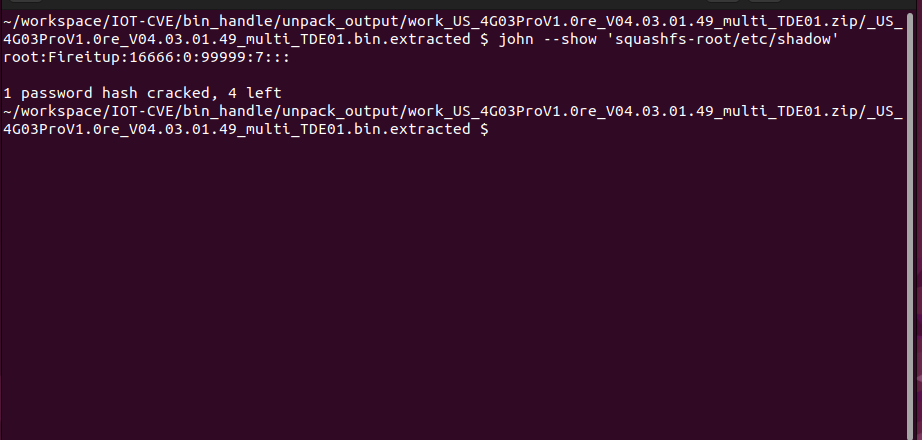 ~/workspace/IOT-CVE/bin_handle/unpack_output/work_US_4G03ProV1.0re_V04.03.01.49_multi_TDE01.zip/_US_
4G03ProV1.0re_V04.03.01.49_multi_TDE01.bin.extracted $ john --show 'squashfs-root/etc/shadow'
root:Fireitup:16666:0:99999:7:::
1 password hash cracked, 4 left
~/workspace/IOT-CVE/bin_handle/unpack_output/work_US_4G03ProV1.0re_V04.03.01.49_multi_TDE01.zip/_US_
4G03ProV1.0re_V04.03.01.49_multi_TDE01.bin.extracted $